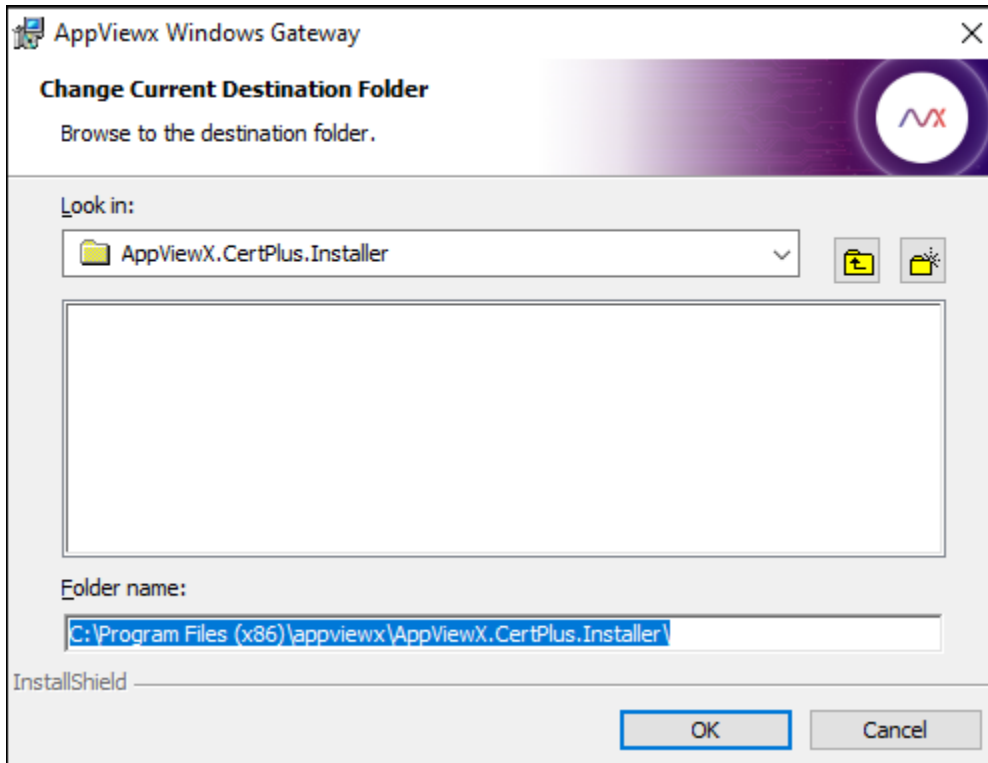 AppViewx Windows Gateway
Change Current Destination Folder
Browse to the destination folder.
Look in:
AppViewX.CertPlus.Installer
Folder name:
C:\Program Files (x86)\appviewx\AppViewX.CertPlus.Installer\
InstallShield
OK Cancel